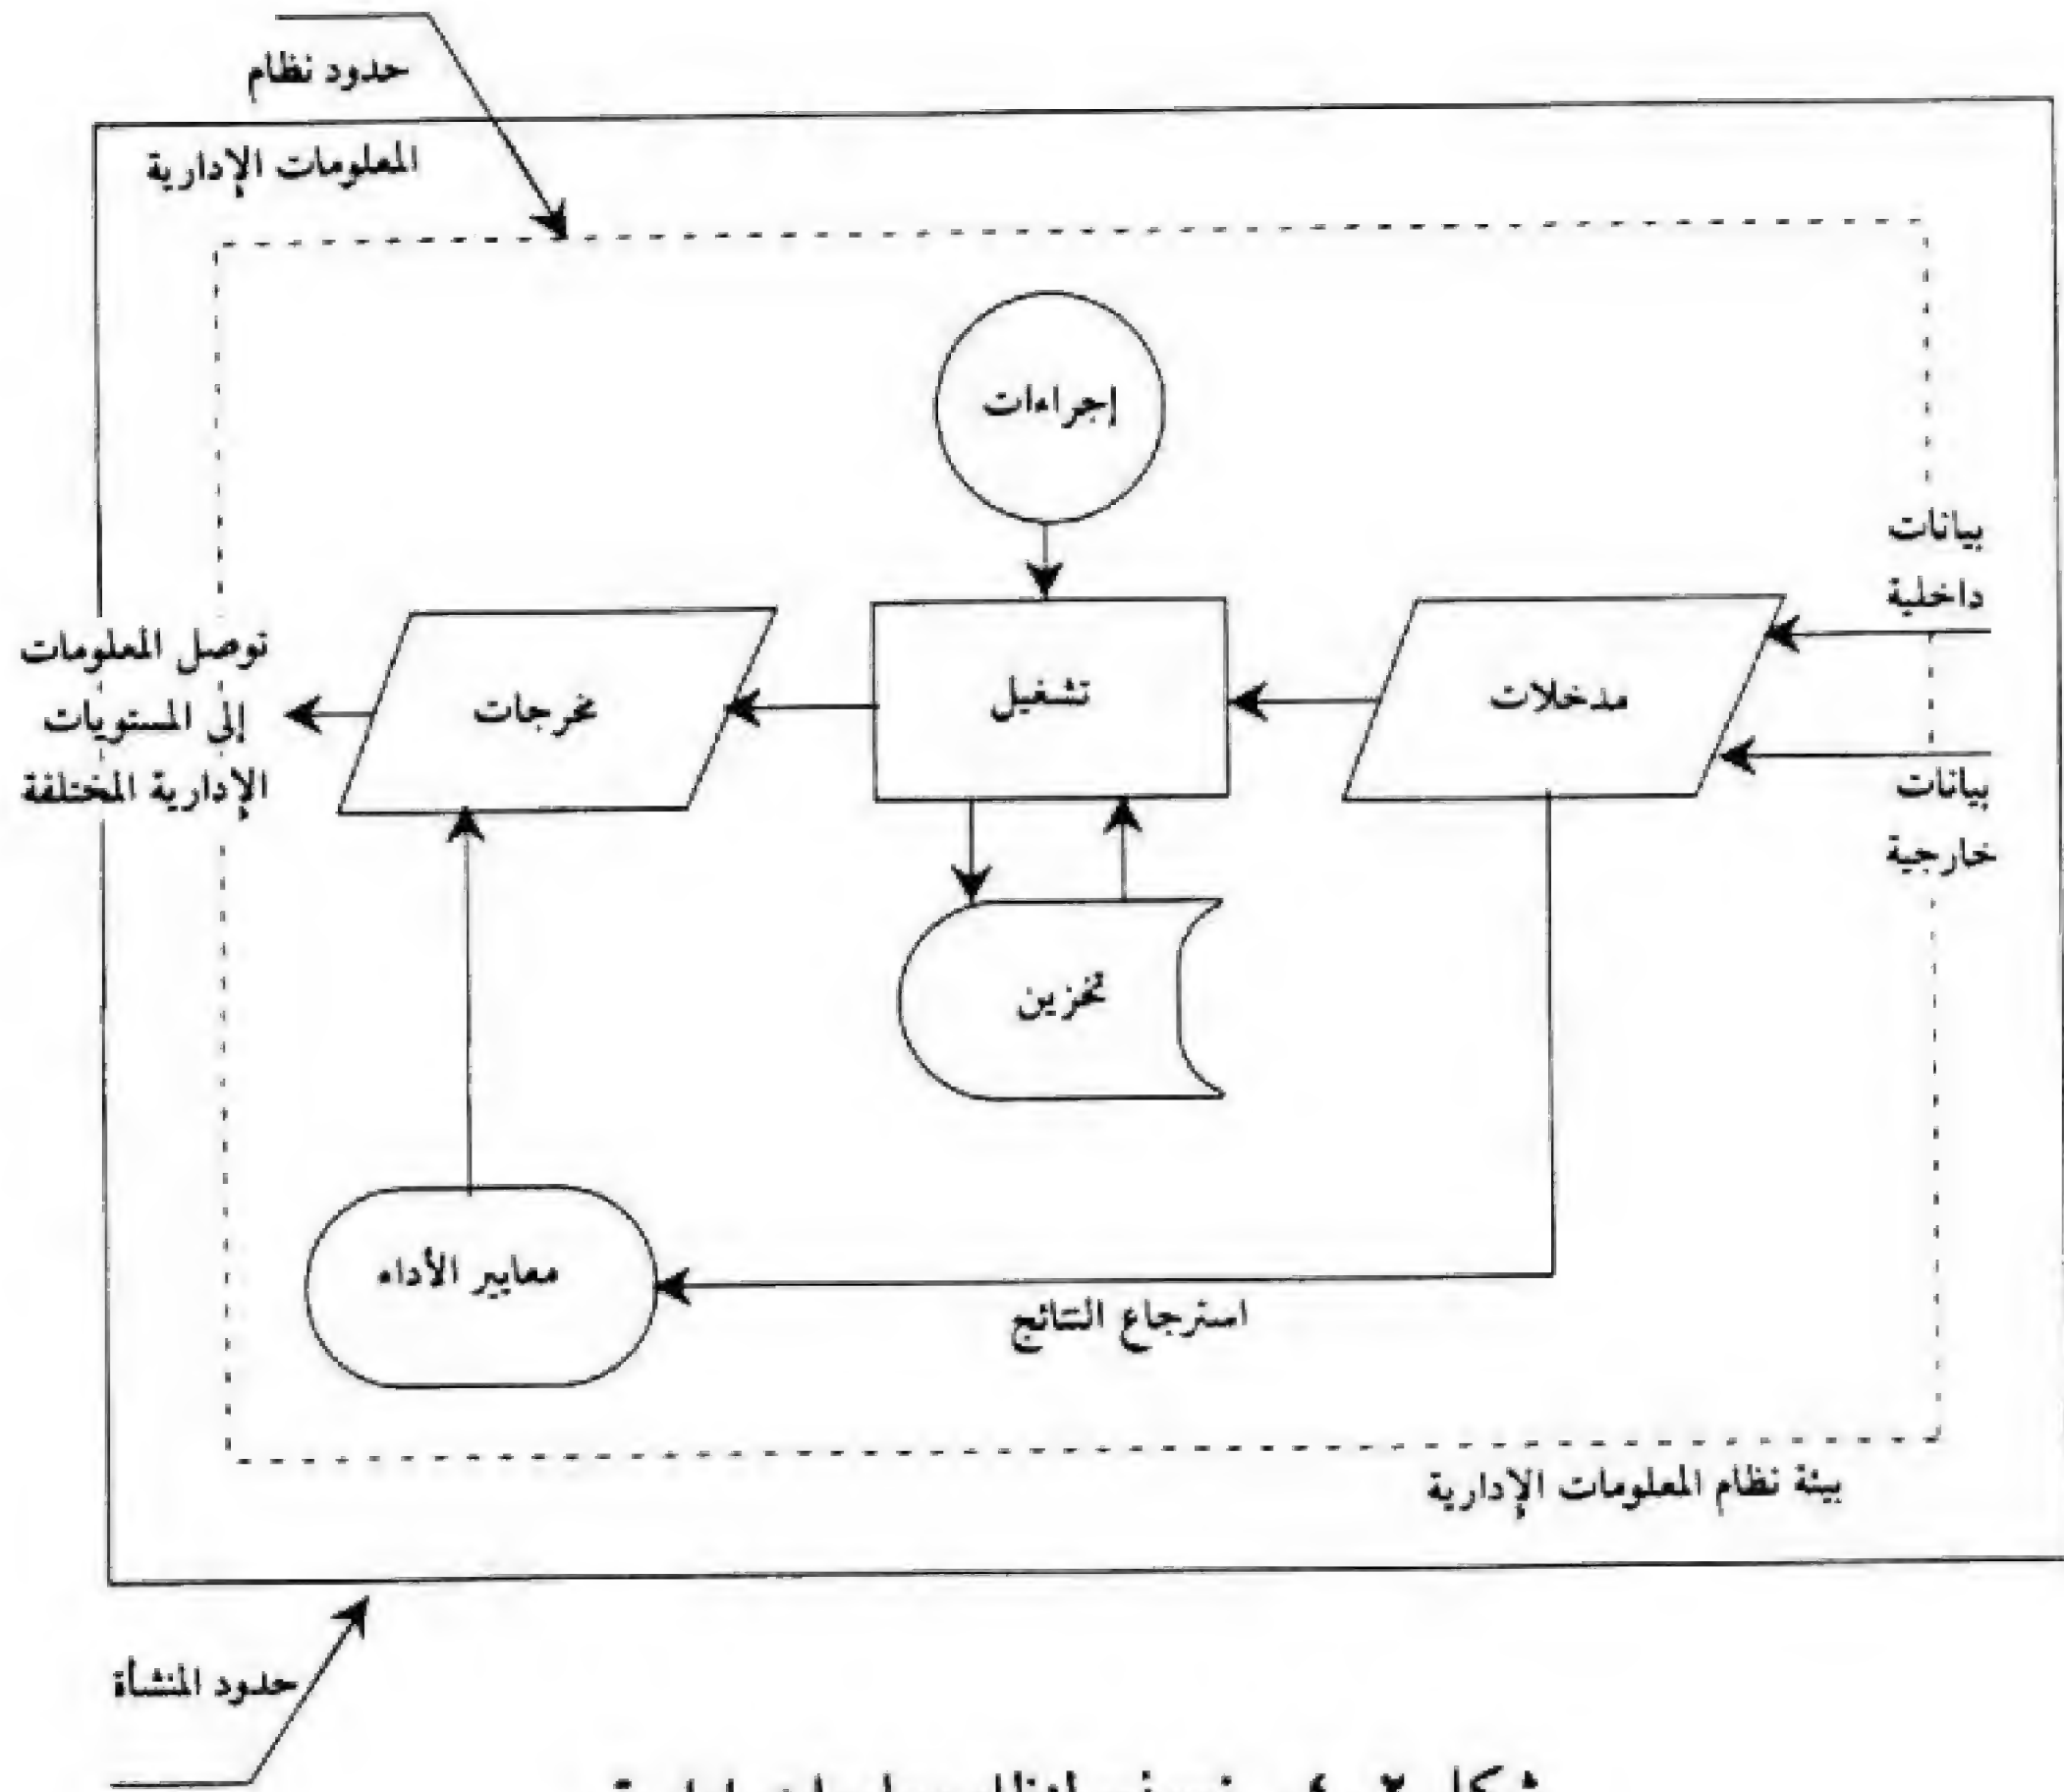 حدود نظام
المعلومات الإدارية
إجراءات
بيانات
داخلية
مدخلات
تشغيل
مخرجات
توصل المعلومات
إلى المستويات
الإدارية المختلفة
بيانات
خارجية
تخزين
معايير الأداء
استرجاع النتائج
بيئة نظام المعلومات الإدارية
حدود المنشأة
شكل